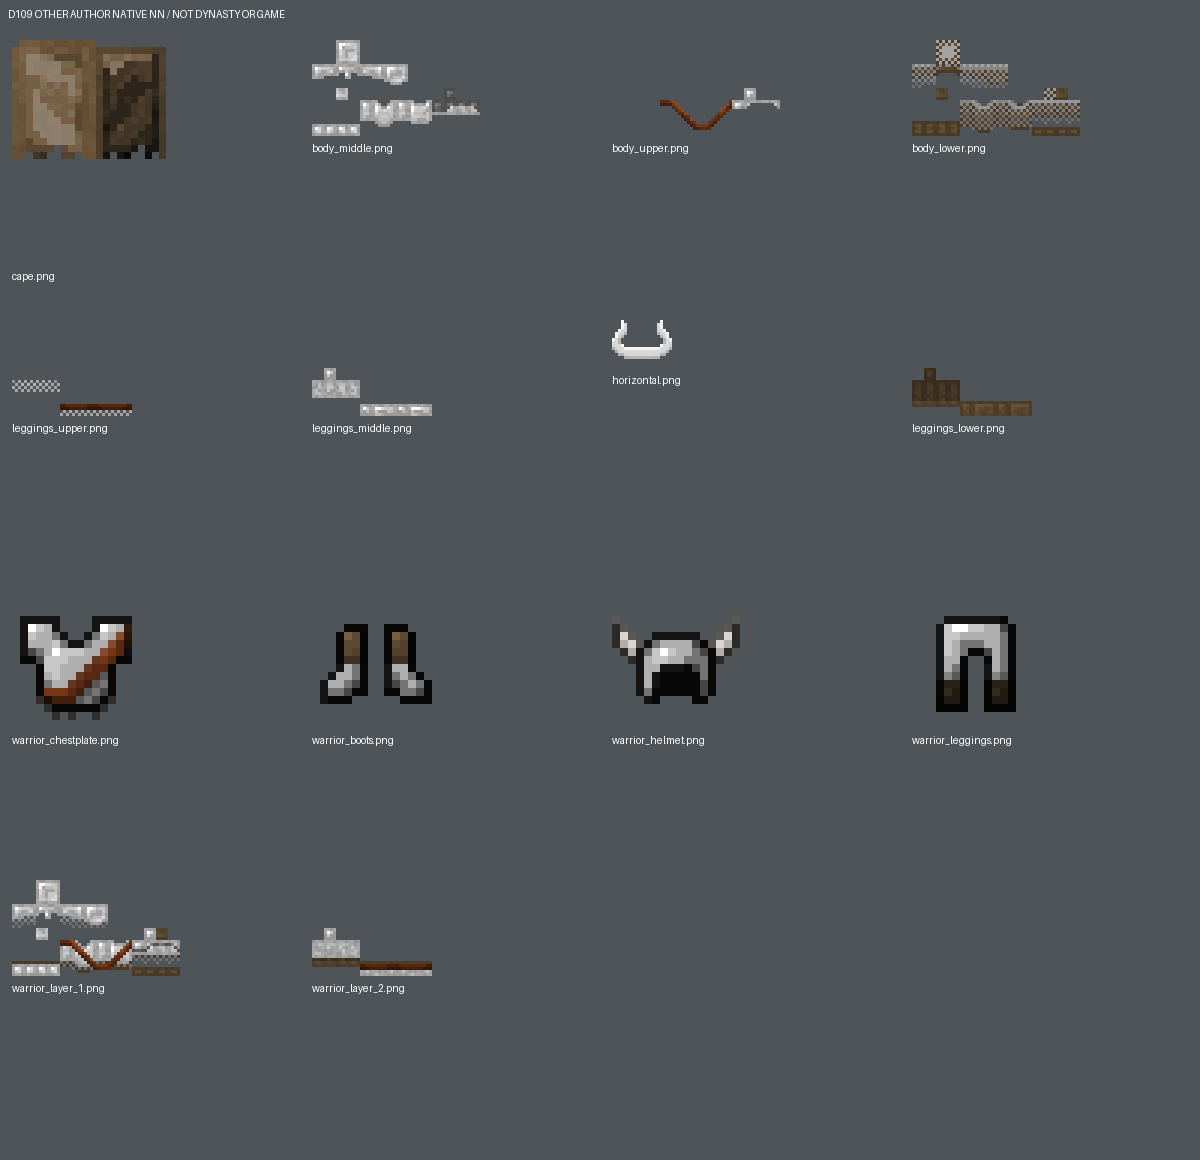 D109 OTHER AUTHOR NATIVE NN / NOT DYNASTY OR GAME
body_middle.png
body_upper.png
body_lower.png
cape.png
horizontal.png
leggings_upper.png
leggings_middle.png
leggings_lower.png
warrior_chestplate.png
warrior_boots.png
warrior_helmet.png
warrior_leggings.png
warrior_layer_1.png
warrior_layer_2.png